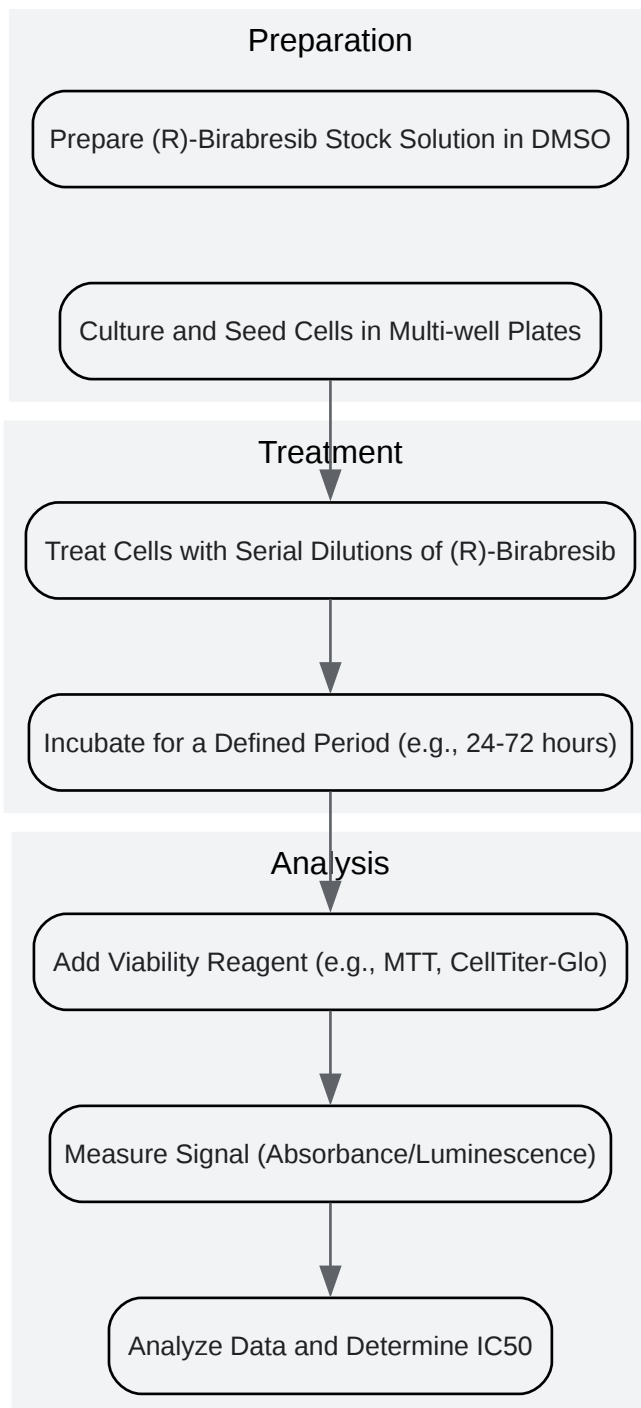 Preparation
Prepare (R)-Birabresib Stock Solution in DMSO
Culture and Seed Cells in Multi-well Plates
Treatment
Treat Cells with Serial Dilutions of (R)-Birabresib
Incubate for a Defined Period (e.g., 24-72 hours)
Analysis
Add Viability Reagent (e.g., MTT, CellTiter-Glo)
Measure Signal (Absorbance/Luminescence)
Analyze Data and Determine IC50